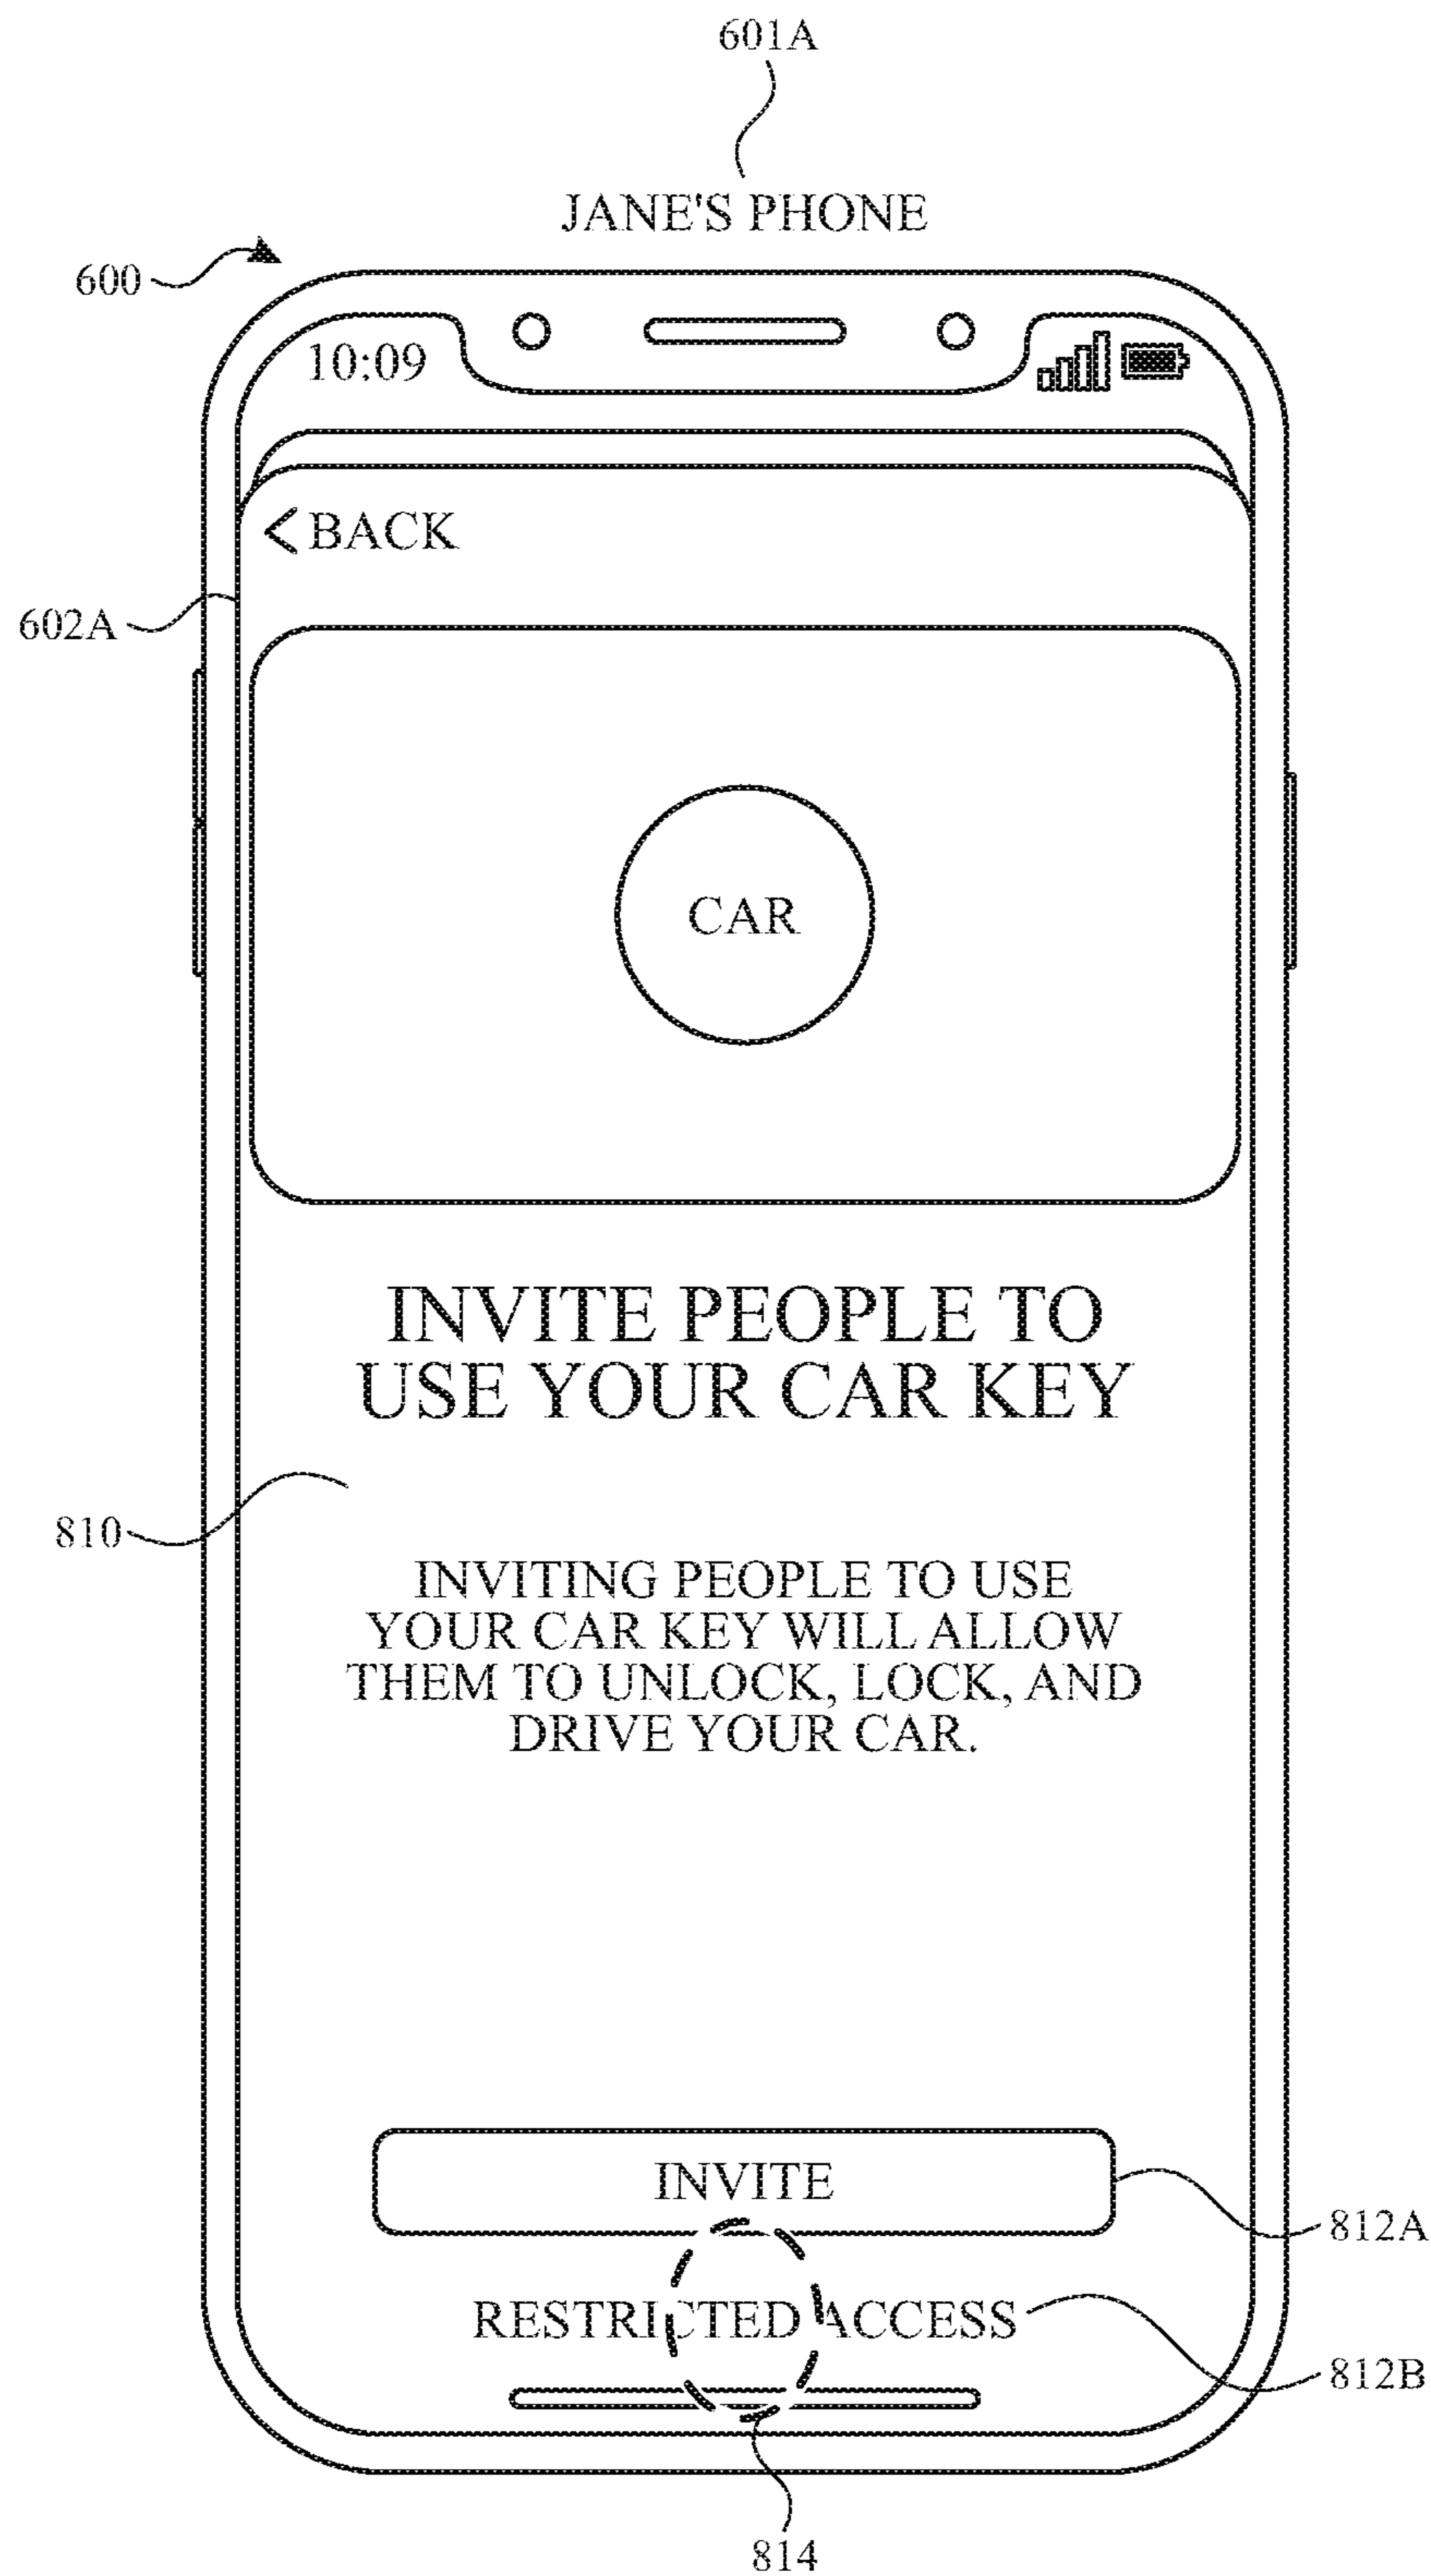 601A
JANE'S PHONE
600
10:09
< BACK
602A
CAR
INVITE PEOPLE TO
USE YOUR CAR KEY
810
INVITING PEOPLE TO USE
YOUR CAR KEY WILL ALLOW
THEM TO UNLOCK, LOCK, AND
DRIVE YOUR CAR.
INVITE
812A
RESTRICTED ACCESS
812B
814